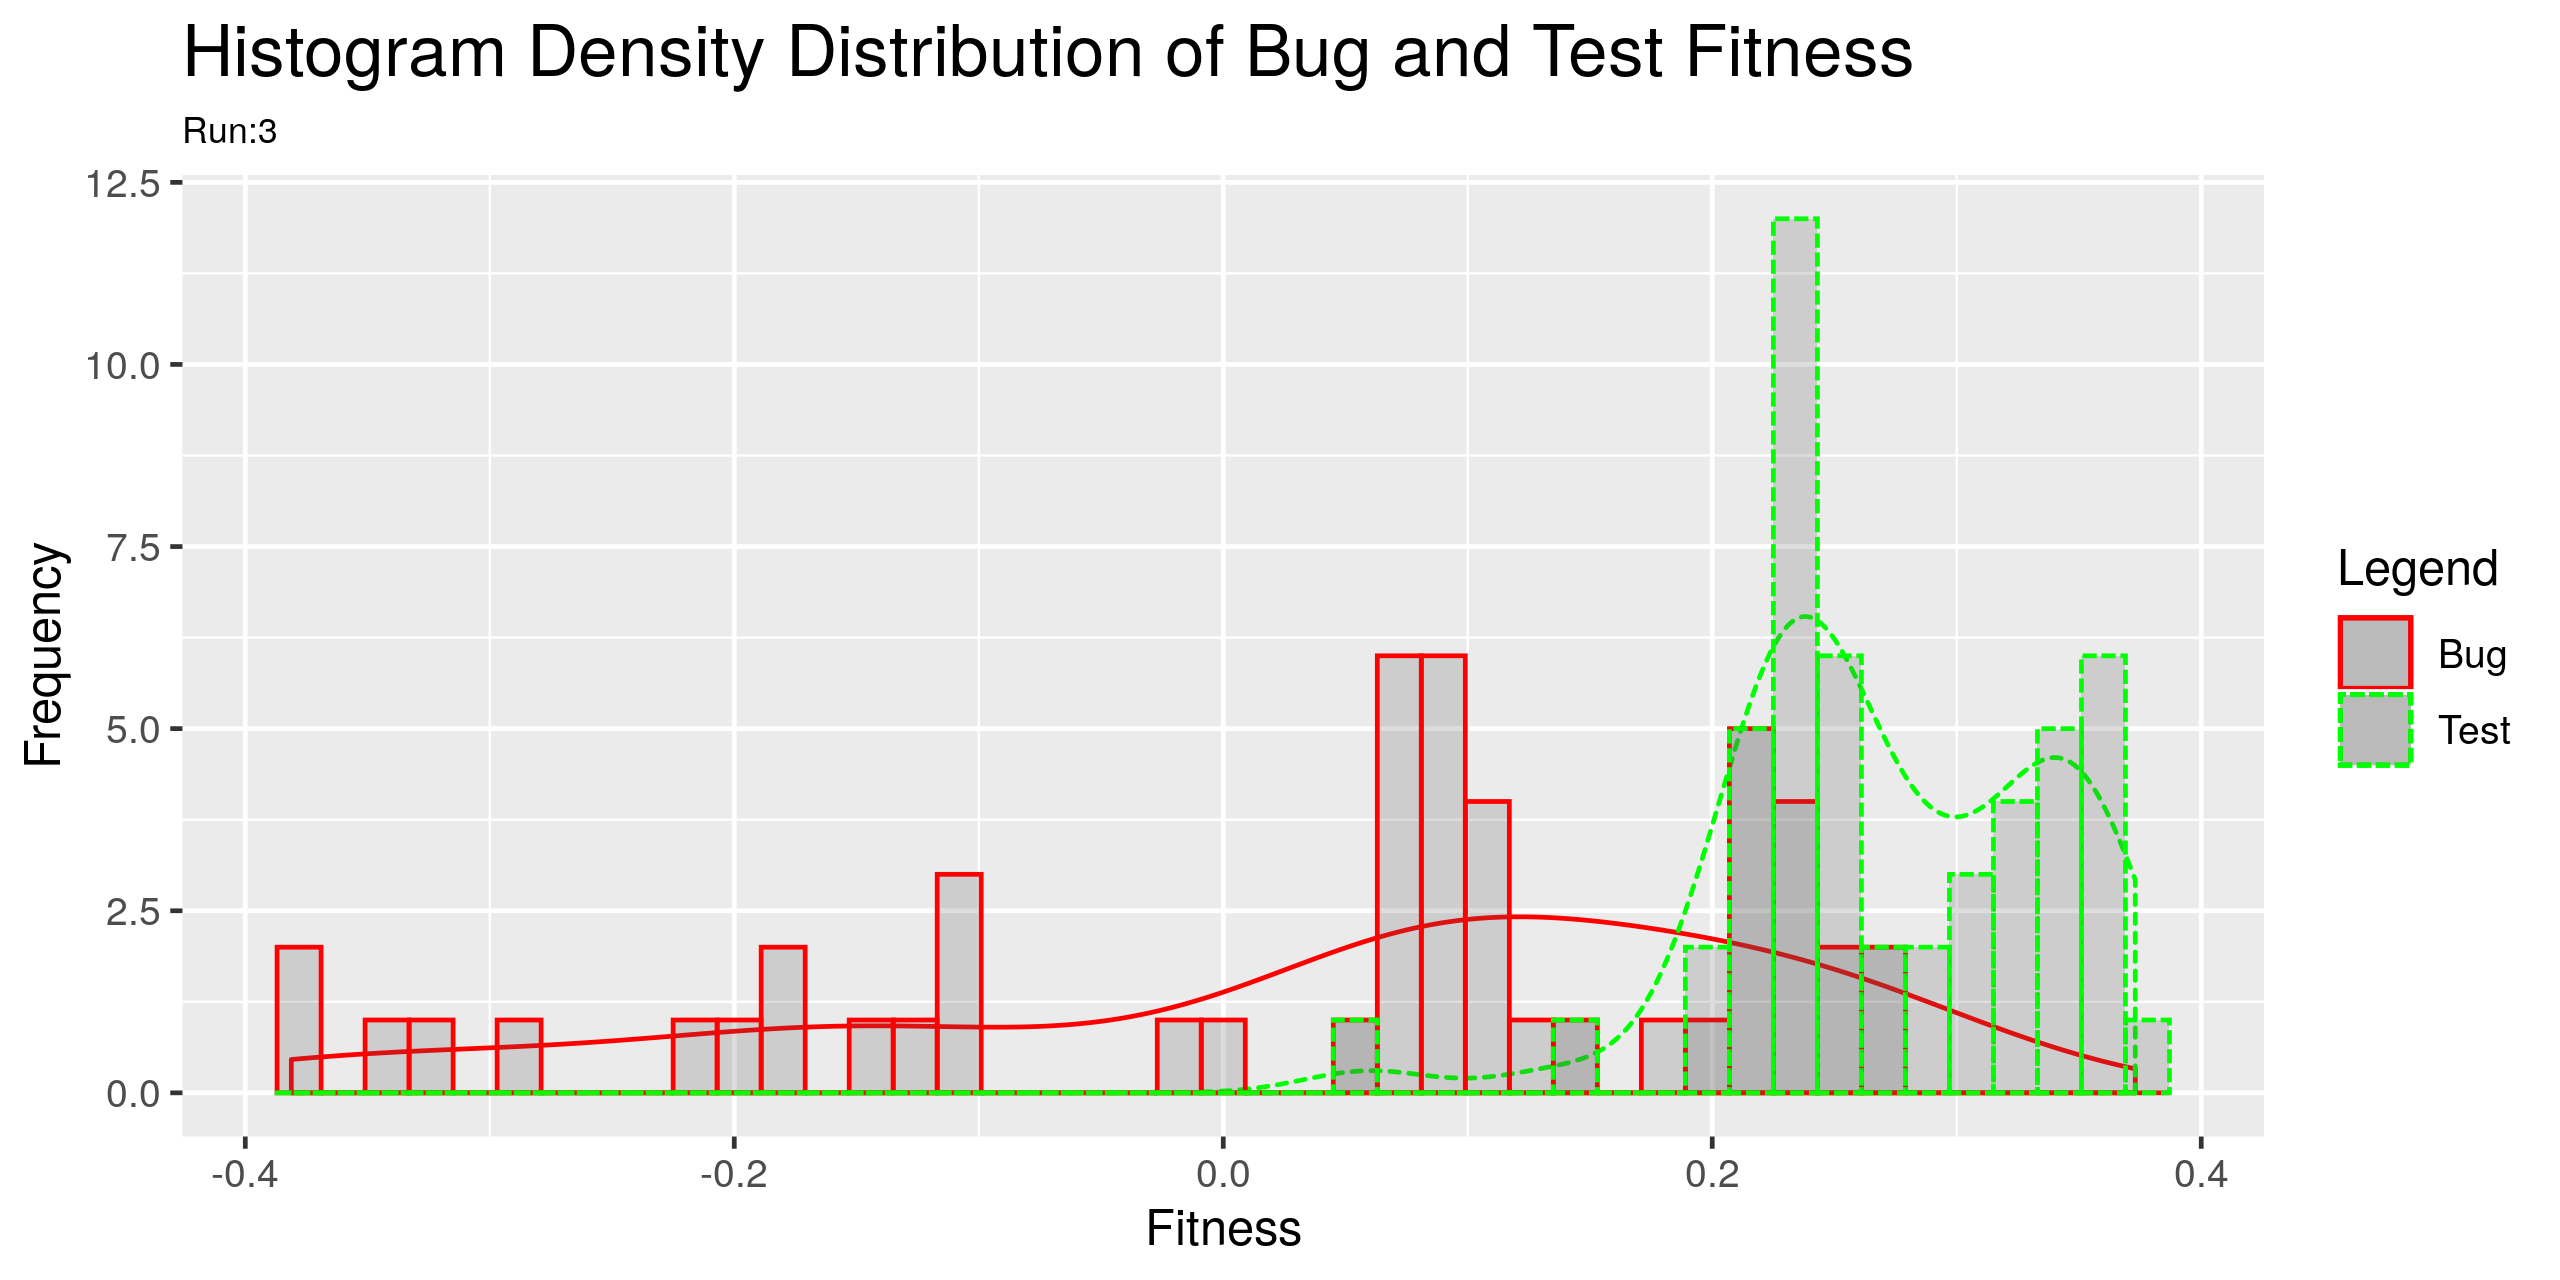 Histogram Density Distribution of Bug and Test Fitness
Run:3
12.5
10.0
7.5
5.0
2.5
0.0
Frequency
-0.4
-0.2
0.0
0.2
0.4
Fitness
Legend
Bug
Test